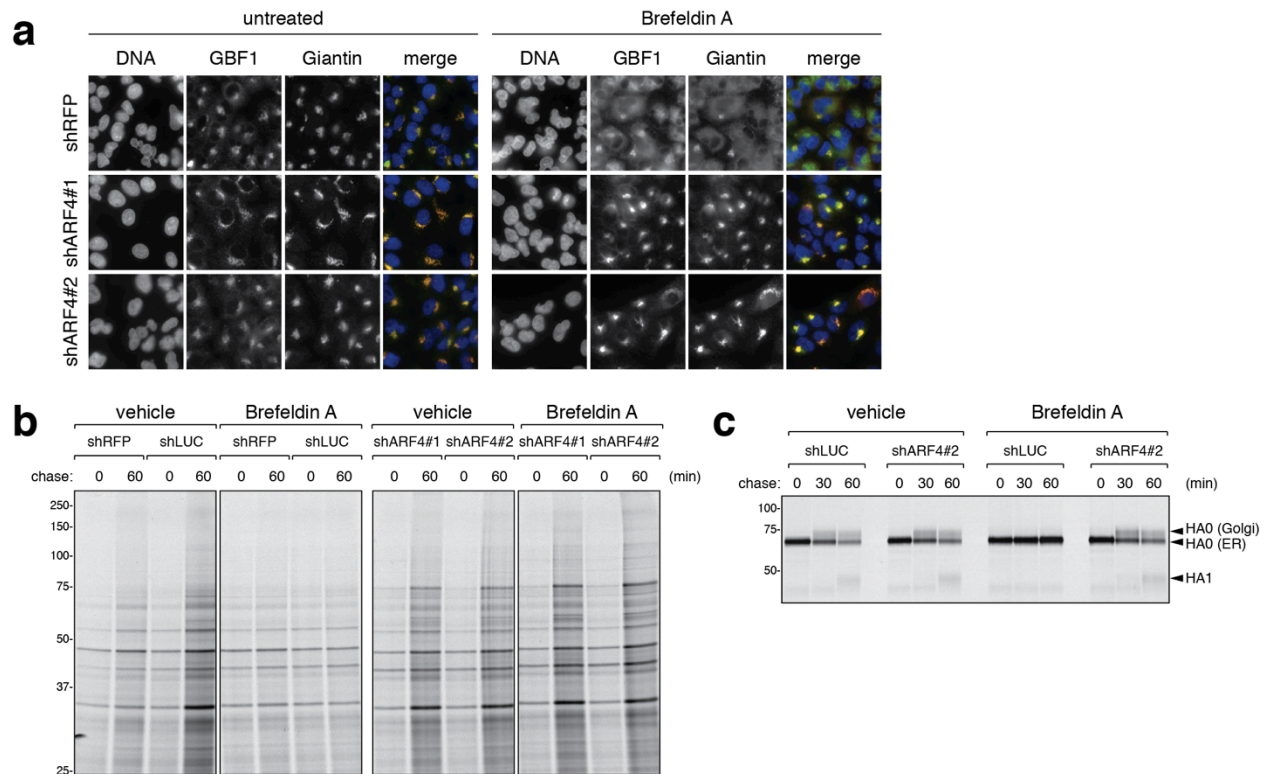 a
untreated Brefeldin A
DNA GBF1 Giantin merge DNA GBF1 Giantin merge
shRFP
shARF4#1
shARF4#2
b
vehicle Brefeldin A vehicle Brefeldin A
shRFP shLUC shRFP shLUC shARF4#1 shARF4#2 shARF4#1 shARF4#2
chase: 0 60 0 60 0 60 0 60 0 60 0 60 0 60 0 60 (min)
250-
150-
100-
75-
50-
37-
25-
c
vehicle Brefeldin A
shLUC shARF4#2 shLUC shARF4#2
chase: 0 30 60 0 30 60 0 30 60 0 30 60 (min)
100-
75-
50-
HA0 (Golgi)
HA0 (ER)
HA1